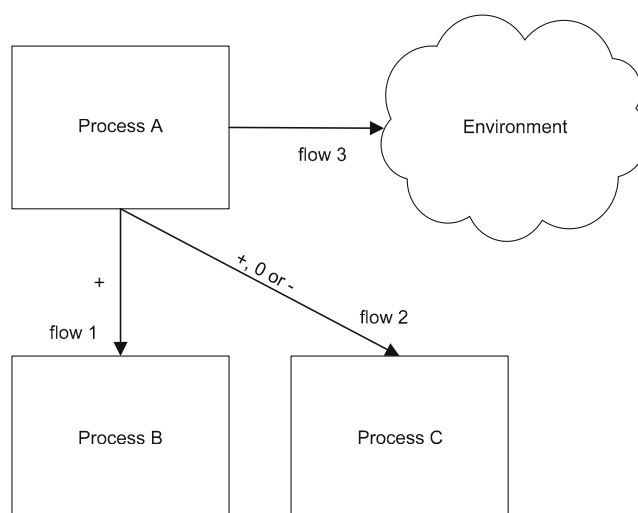 Process A
Environment
flow 3
+, 0 or -
+
flow 2
flow 1
Process B
Process C